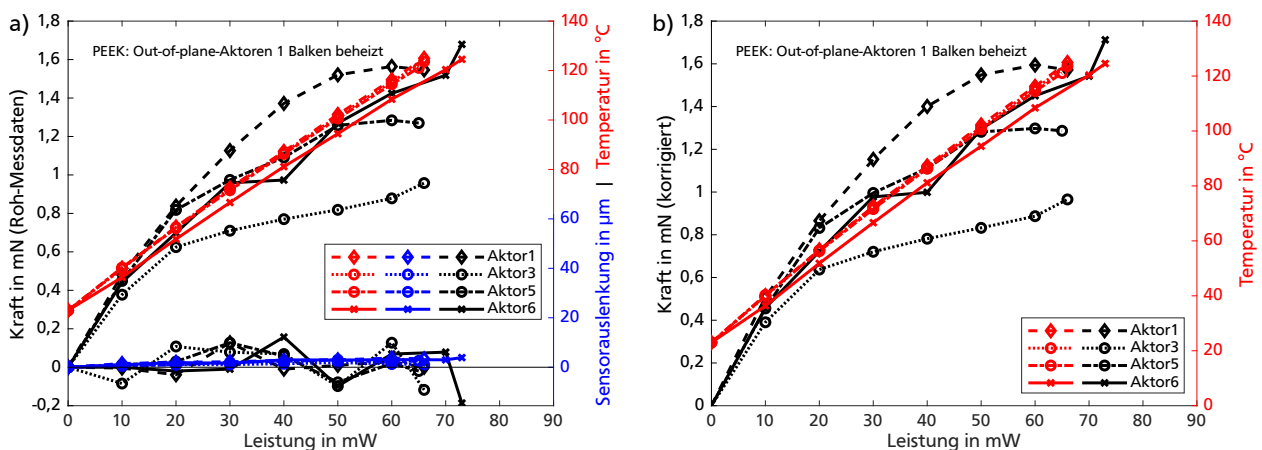 a)
PEEK: Out-of-plane-Aktoren 1 Balken beheizt
Kraft in mN (Roh-Messdaten)
1,8
1,6
1,4
1,2
1
0,8
0,6
0,4
0,2
0
-0,2
0 10 20 30 40 50 60 70 80
Leistung in mW
140
120
100
80
60
40
20
0
Sensorauslenkung in µm | Temperatur in °C
Aktor1
Aktor3
Aktor5
Aktor6
b)
PEEK: Out-of-plane-Aktoren 1 Balken beheizt
Kraft in mN (korrigiert)
1,8
1,6
1,4
1,2
1
0,8
0,6
0,4
0,2
0
0 10 20 30 40 50 60 70 80
Leistung in mW
140
120
100
80
60
40
20
0
Temperatur in °C
Aktor1
Aktor3
Aktor5
Aktor6